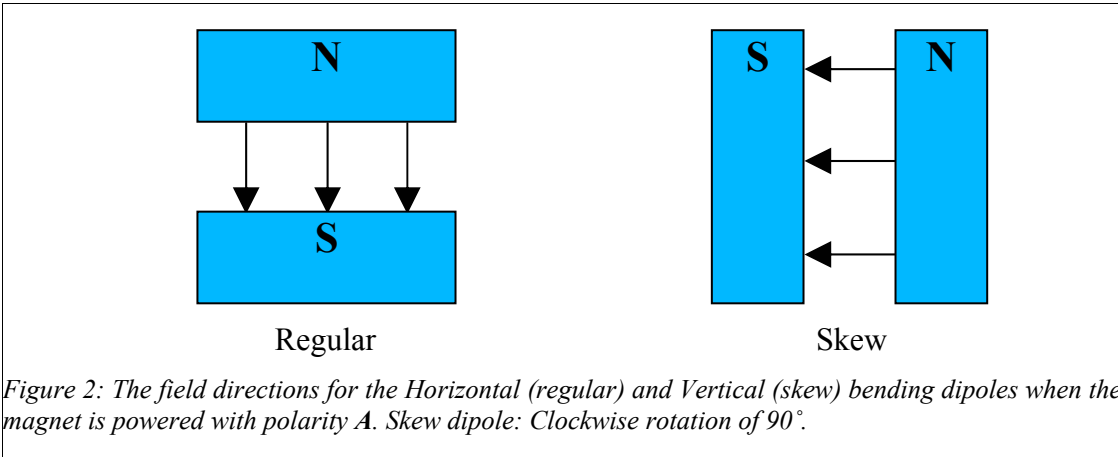 N S N
S
Regular Skew
Figure 2: The field directions for the Horizontal (regular) and Vertical (skew) bending dipoles when the
magnet is powered with polarity A. Skew dipole: Clockwise rotation of 90˚.